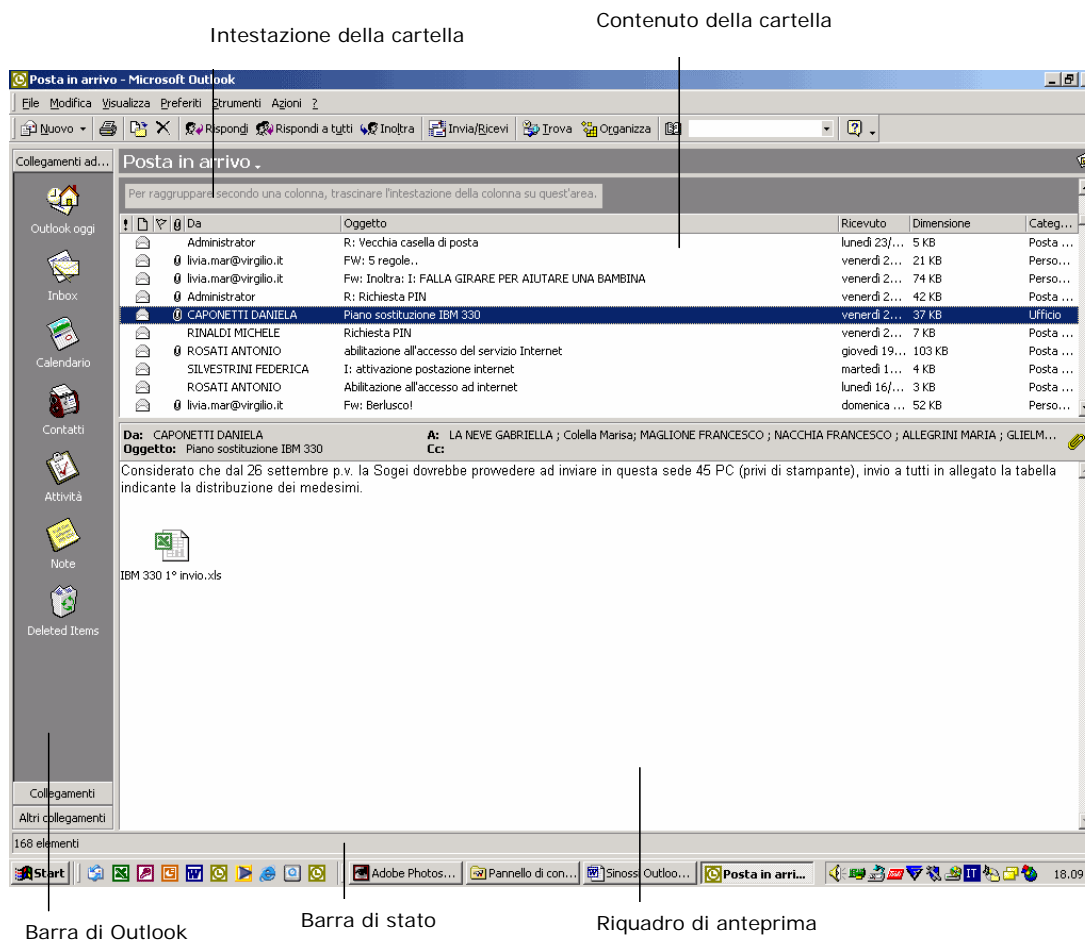 Contenuto della cartella
Intestazione della cartella
Posta in arrivo - Microsoft Outlook
File Modifica Visualizza Preferiti Strumenti Azioni ?
Nuovo Rispondi Rispondi a tutti Inoltra Invia/Ricevi Trova Organizza
Collegamenti ad...
Posta in arrivo
Per raggruppare secondo una colonna, trascinare l'intestazione della colonna su quest'area.
! Da Oggetto Ricevuto Dimensione Categ...
Administrator R: Vecchia casella di posta lunedì 23/... 5 KB Posta ...
livia.mar@virgilio.it FW: 5 regole.. venerdì 2... 21 KB Perso...
livia.mar@virgilio.it Fw: Inoltra: I: FALLA GIRARE PER AIUTARE UNA BAMBINA venerdì 2... 74 KB Perso...
Administrator R: Richiesta PIN venerdì 2... 42 KB Posta ...
CAPONETTI DANIELA Piano sostituzione IBM 330 venerdì 2... 37 KB Ufficio
RINALDI MICHELE Richiesta PIN venerdì 2... 7 KB Posta ...
ROSATI ANTONIO abilitazione all'accesso del servizio Internet giovedì 19... 103 KB Posta ...
SILVESTRINI FEDERICA I: attivazione postazione internet martedì 1... 4 KB Posta ...
ROSATI ANTONIO Abilitazione all'accesso ad internet lunedì 16/... 3 KB Posta ...
livia.mar@virgilio.it Fw: Berlusco! domenica ... 52 KB Perso...
Outlook oggi
Inbox
Calendario
Contatti
Attività
Note
Deleted Items
Collegamenti
Altri collegamenti
Da: CAPONETTI DANIELA A: LA NEVE GABRIELLA ; Colella Marisa; MAGLIONE FRANCESCO ; NACCHIA FRANCESCO ; ALLEGRINI MARIA ; GLIELM...
Oggetto: Piano sostituzione IBM 330 Cc:
Considerato che dal 26 settembre p.v. la Sogei dovrebbe provvedere ad inviare in questa sede 45 PC (privi di stampante), invio a tutti in allegato la tabella
indicante la distribuzione dei medesimi.
IBM 330 1° invio.xls
168 elementi
Start Adobe Photos... Pannello di con... Sinossi Outloo... Posta in arri... IT 18.09
Barra di Outlook
Barra di stato
Riquadro di anteprima